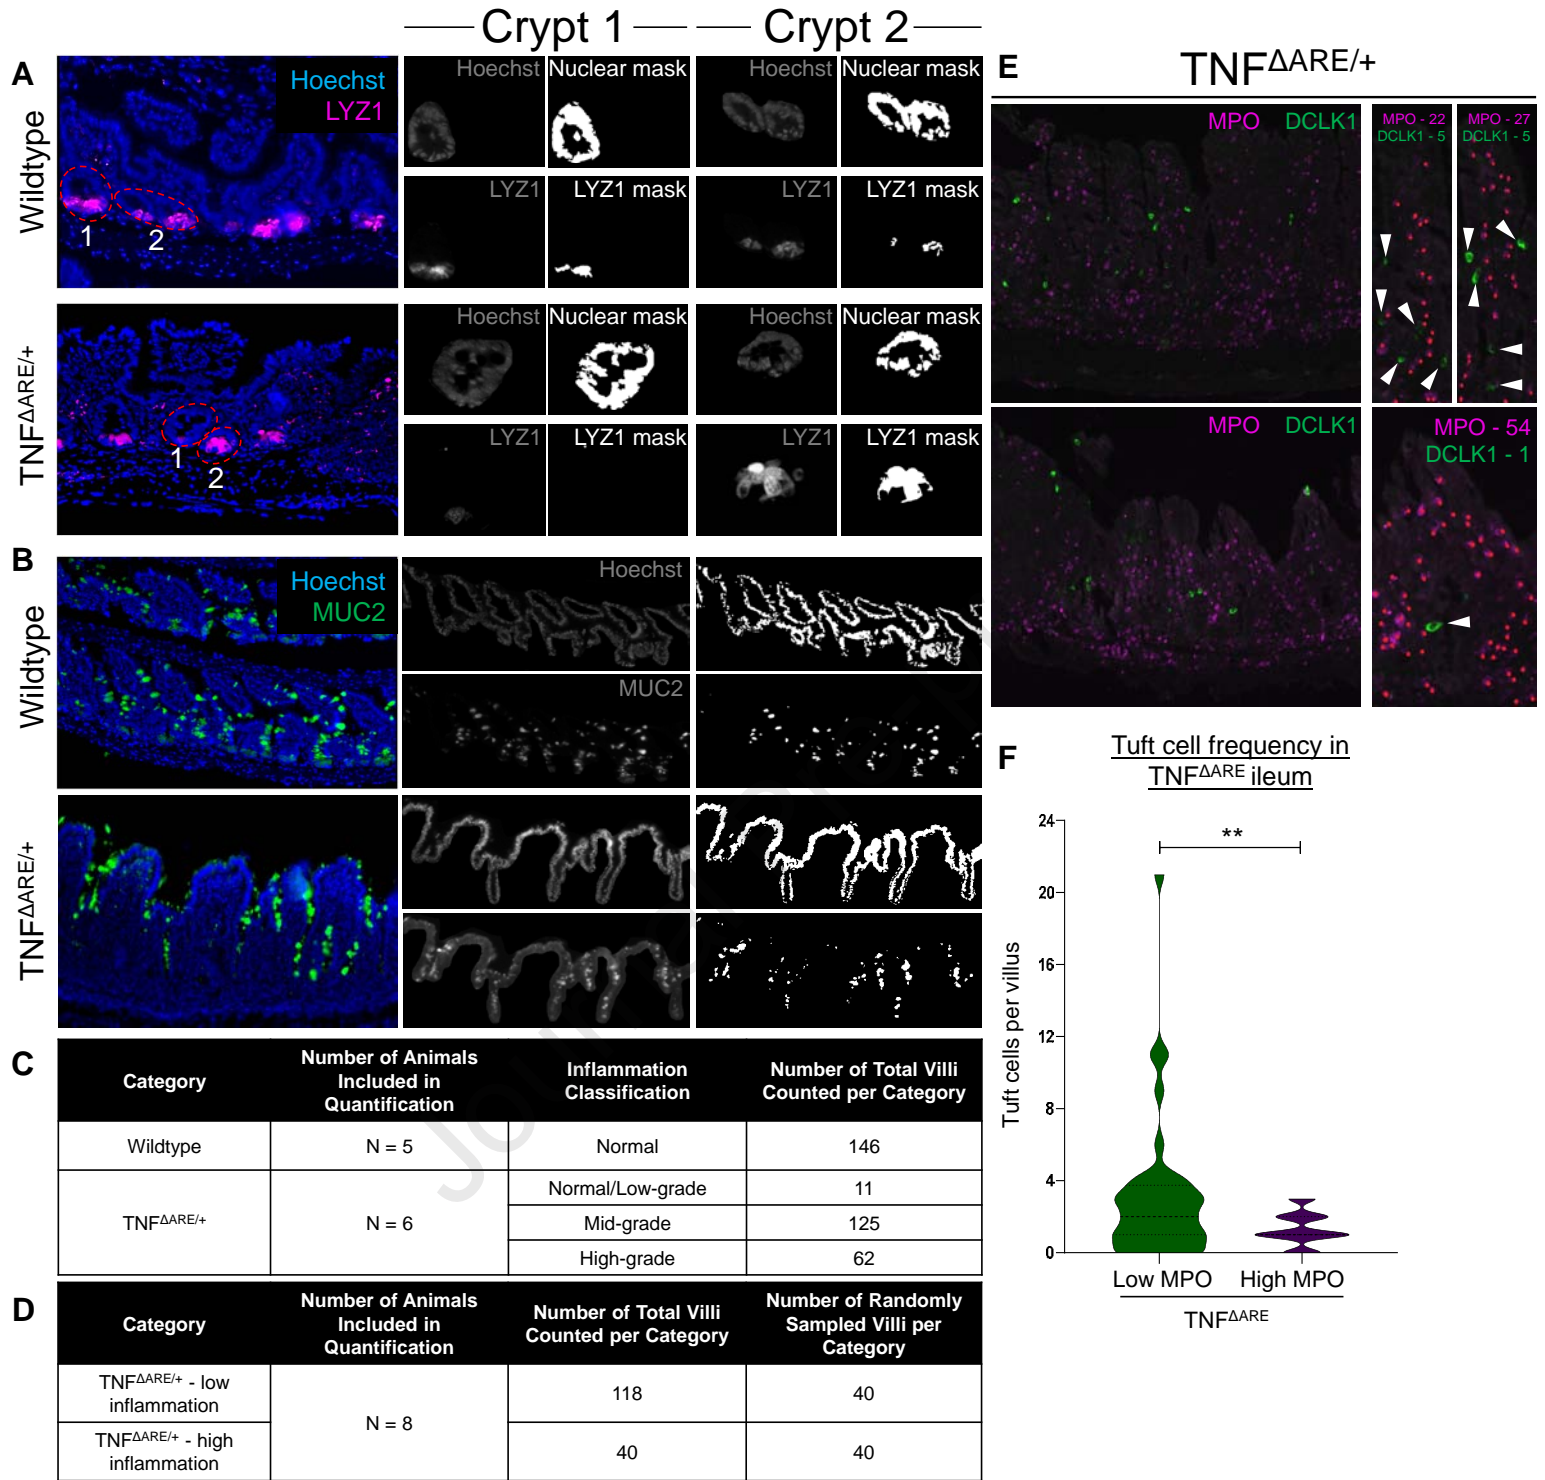 Crypt 1
Crypt 2
A
Wildtype
Hoechst
LYZ1
1
2
Hoechst
Nuclear mask
Hoechst
Nuclear mask
LYZ1
LYZ1 mask
LYZ1
LYZ1 mask
TNFΔARE/+
1
2
Hoechst
Nuclear mask
Hoechst
Nuclear mask
LYZ1
LYZ1 mask
LYZ1
LYZ1 mask
B
Wildtype
Hoechst
MUC2
Hoechst
MUC2
TNFΔARE/+
C
Category
Number of Animals
Included in
Quantification
Inflammation
Classification
Number of Total Villi
Counted per Category
Wildtype
N = 5
Normal
146
TNFΔARE/+
N = 6
Normal/Low-grade
11
Mid-grade
125
High-grade
62
D
Category
Number of Animals
Included in
Quantification
Number of Total Villi
Counted per Category
Number of Randomly
Sampled Villi per
Category
TNFΔARE/+ - low
inflammation
N = 8
118
40
TNFΔARE/+ - high
inflammation
40
40
E
TNFΔARE/+
MPO DCLK1
MPO - 22
DCLK1 - 5
MPO - 27
DCLK1 - 5
MPO DCLK1
MPO - 54
DCLK1 - 1
F
Tuft cell frequency in
TNFΔARE ileum
Tuft cells per villus
24
20
16
12
8
4
0
**
Low MPO
High MPO
TNFΔARE